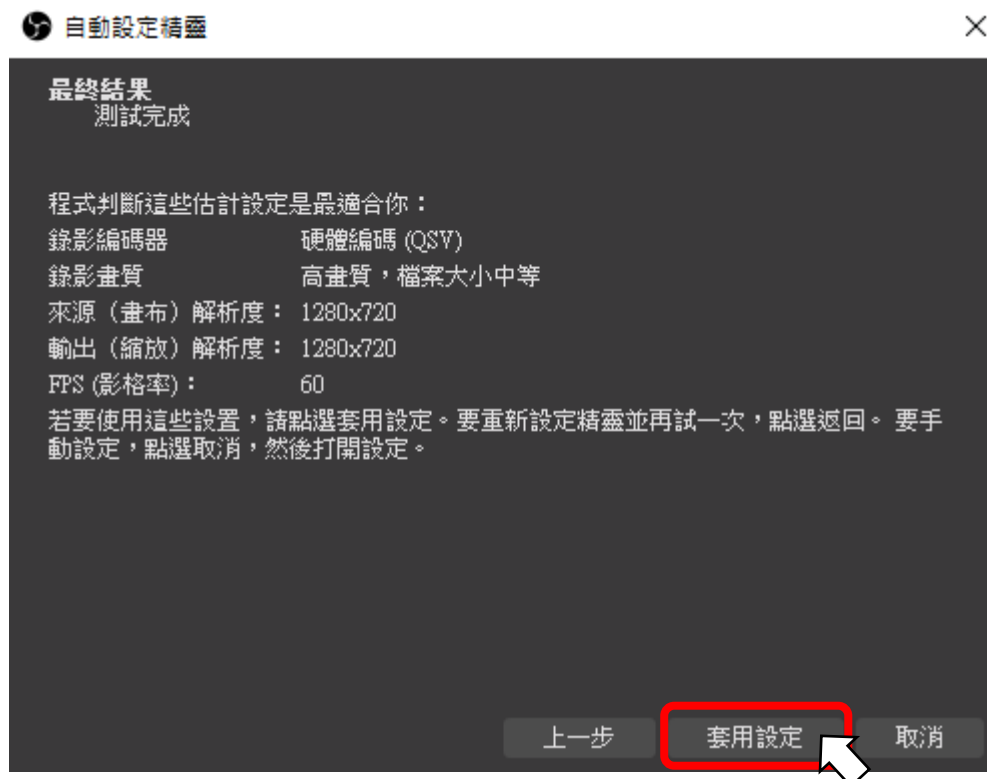 自動設定精靈
最終結果
測試完成
程式判斷這些估計設定是最適合你：
錄影編碼器 硬體編碼 (QSV)
錄影畫質 高畫質，檔案大小中等
來源（畫布）解析度： 1280x720
輸出（縮放）解析度： 1280x720
FPS (影格率)： 60
若要使用這些設置，請點選套用設定。要重新設定精靈並再試一次，點選返回。 要手
動設定，點選取消，然後打開設定。
上一步 套用設定 取消